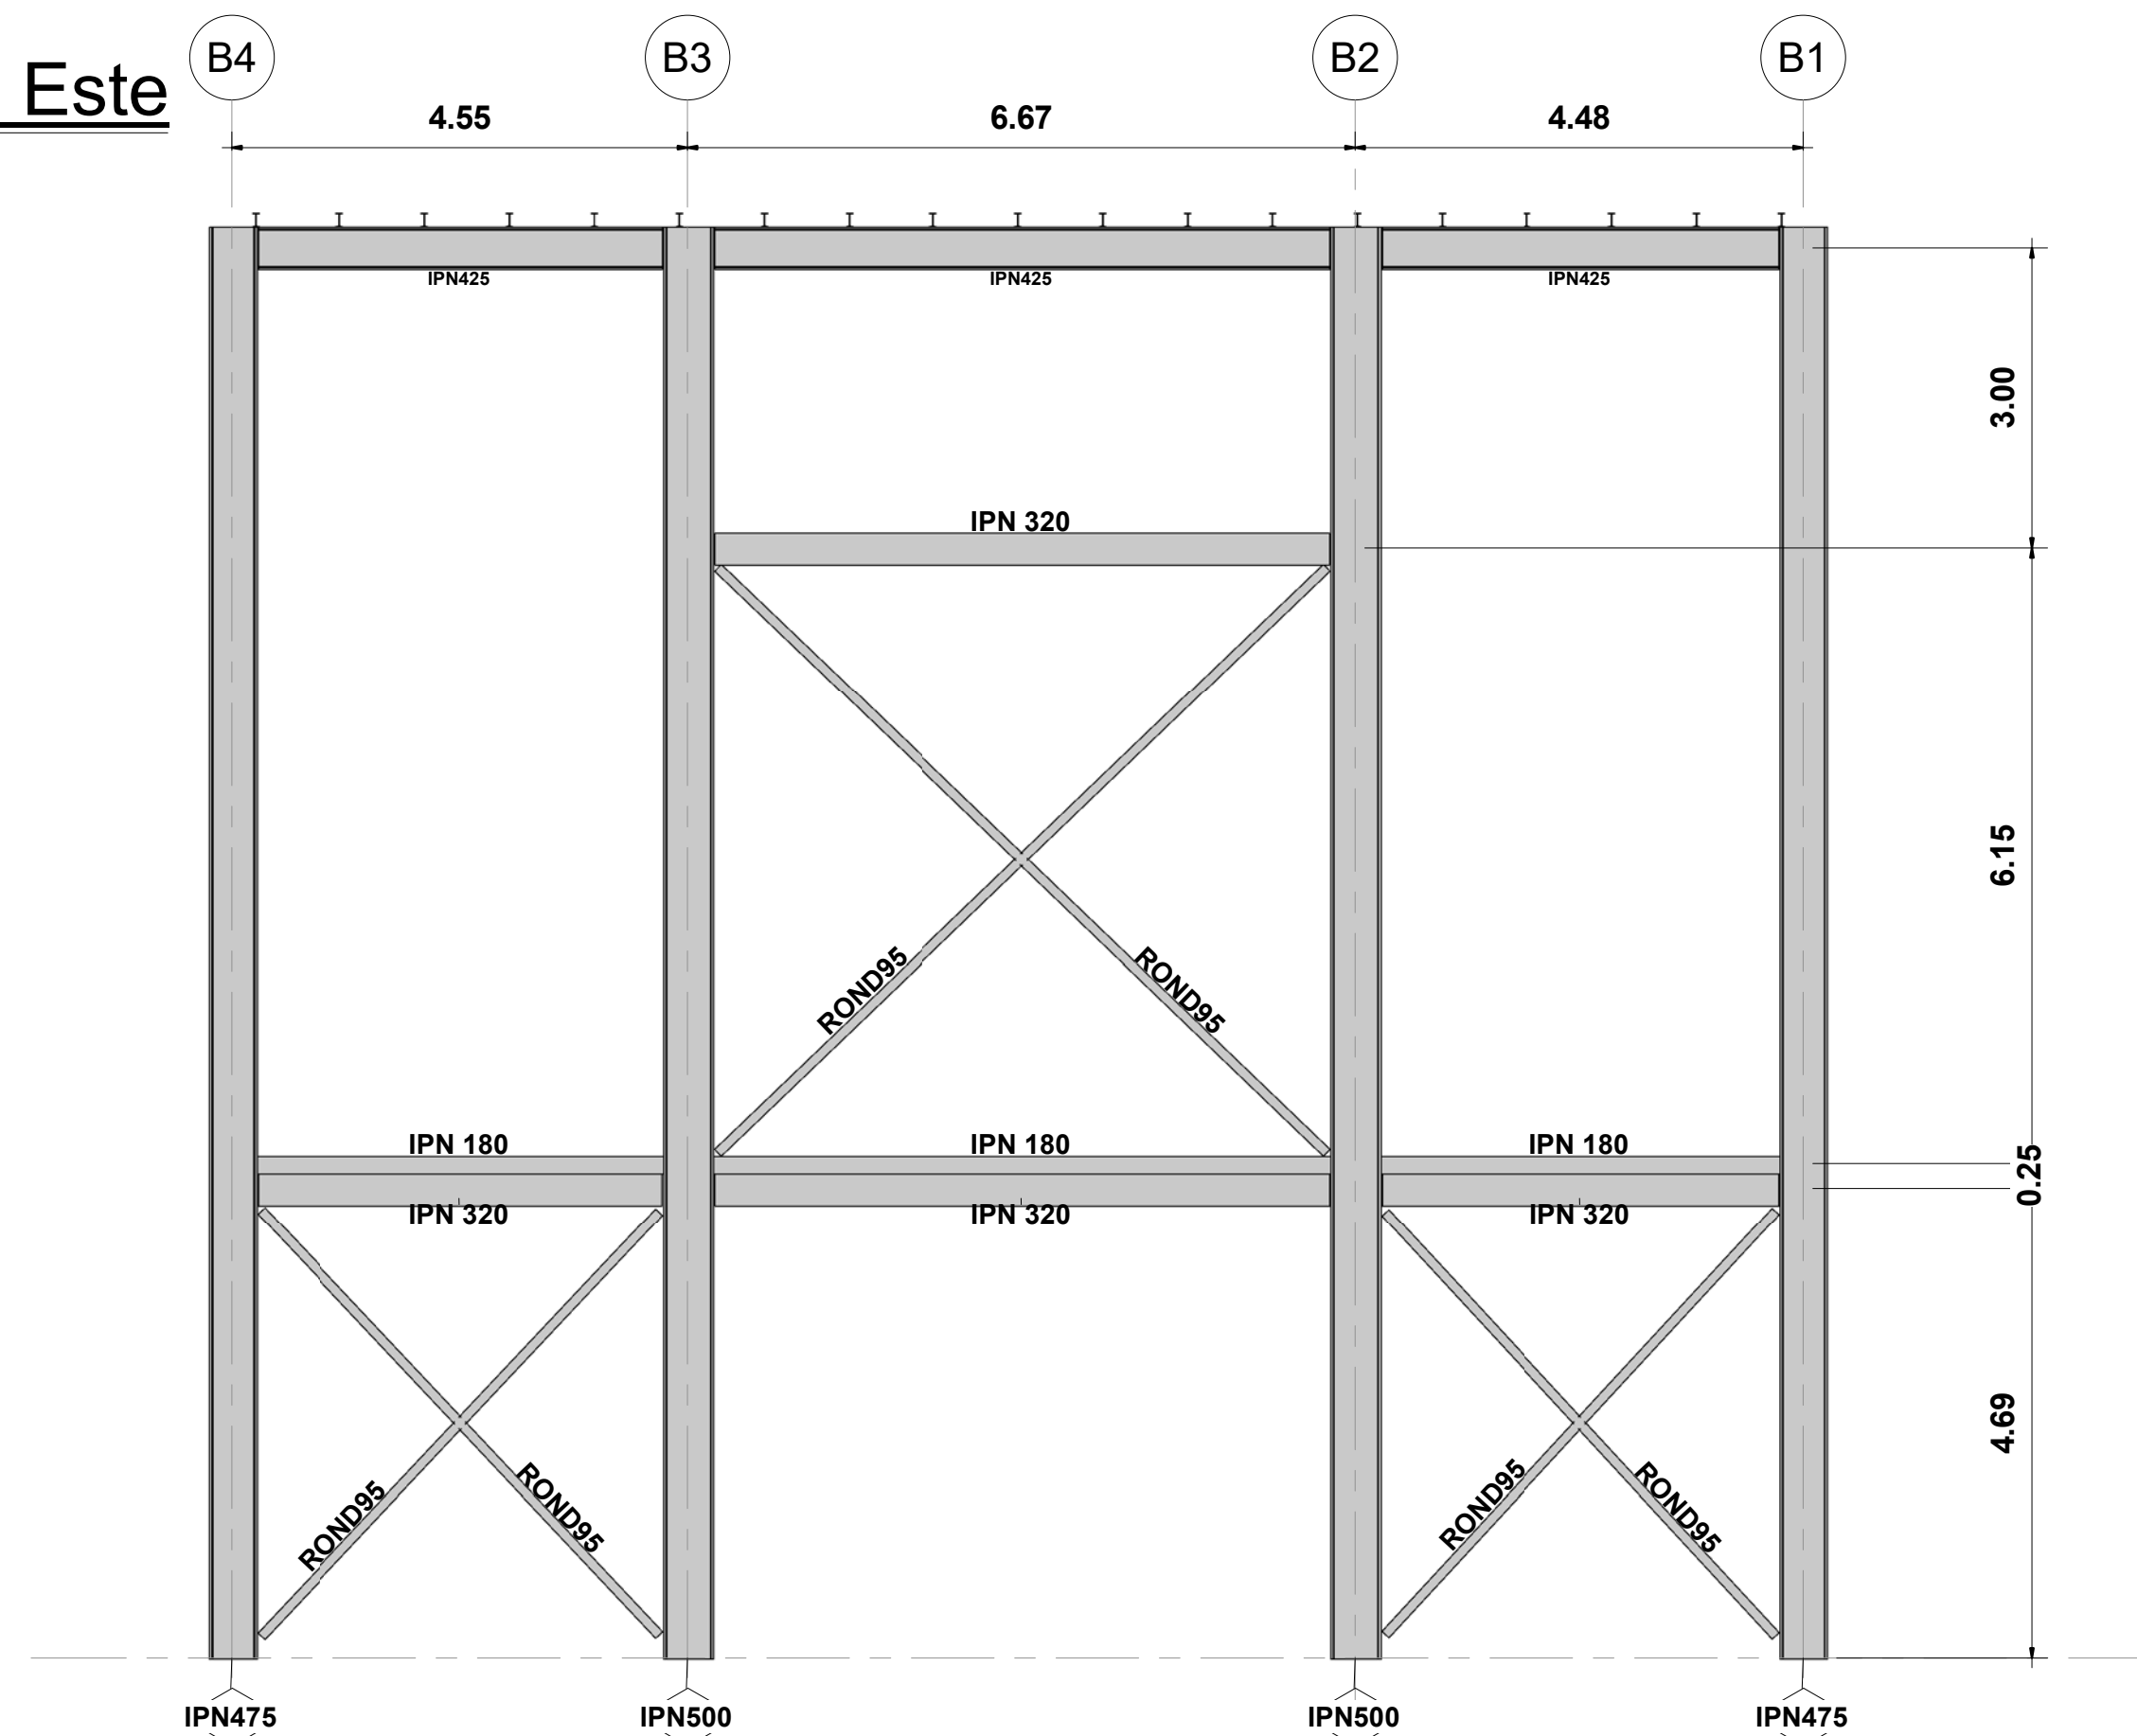 B4
B3
B2
B1
Este
4.55
6.67
4.48
IPN425
IPN425
IPN425
3.00
IPN 320
6.15
ROND95
ROND95
IPN 180
IPN 180
IPN 180
0.25
IPN 320
IPN 320
IPN 320
4.69
ROND95
ROND95
ROND95
ROND95
IPN475
IPN500
IPN500
IPN475